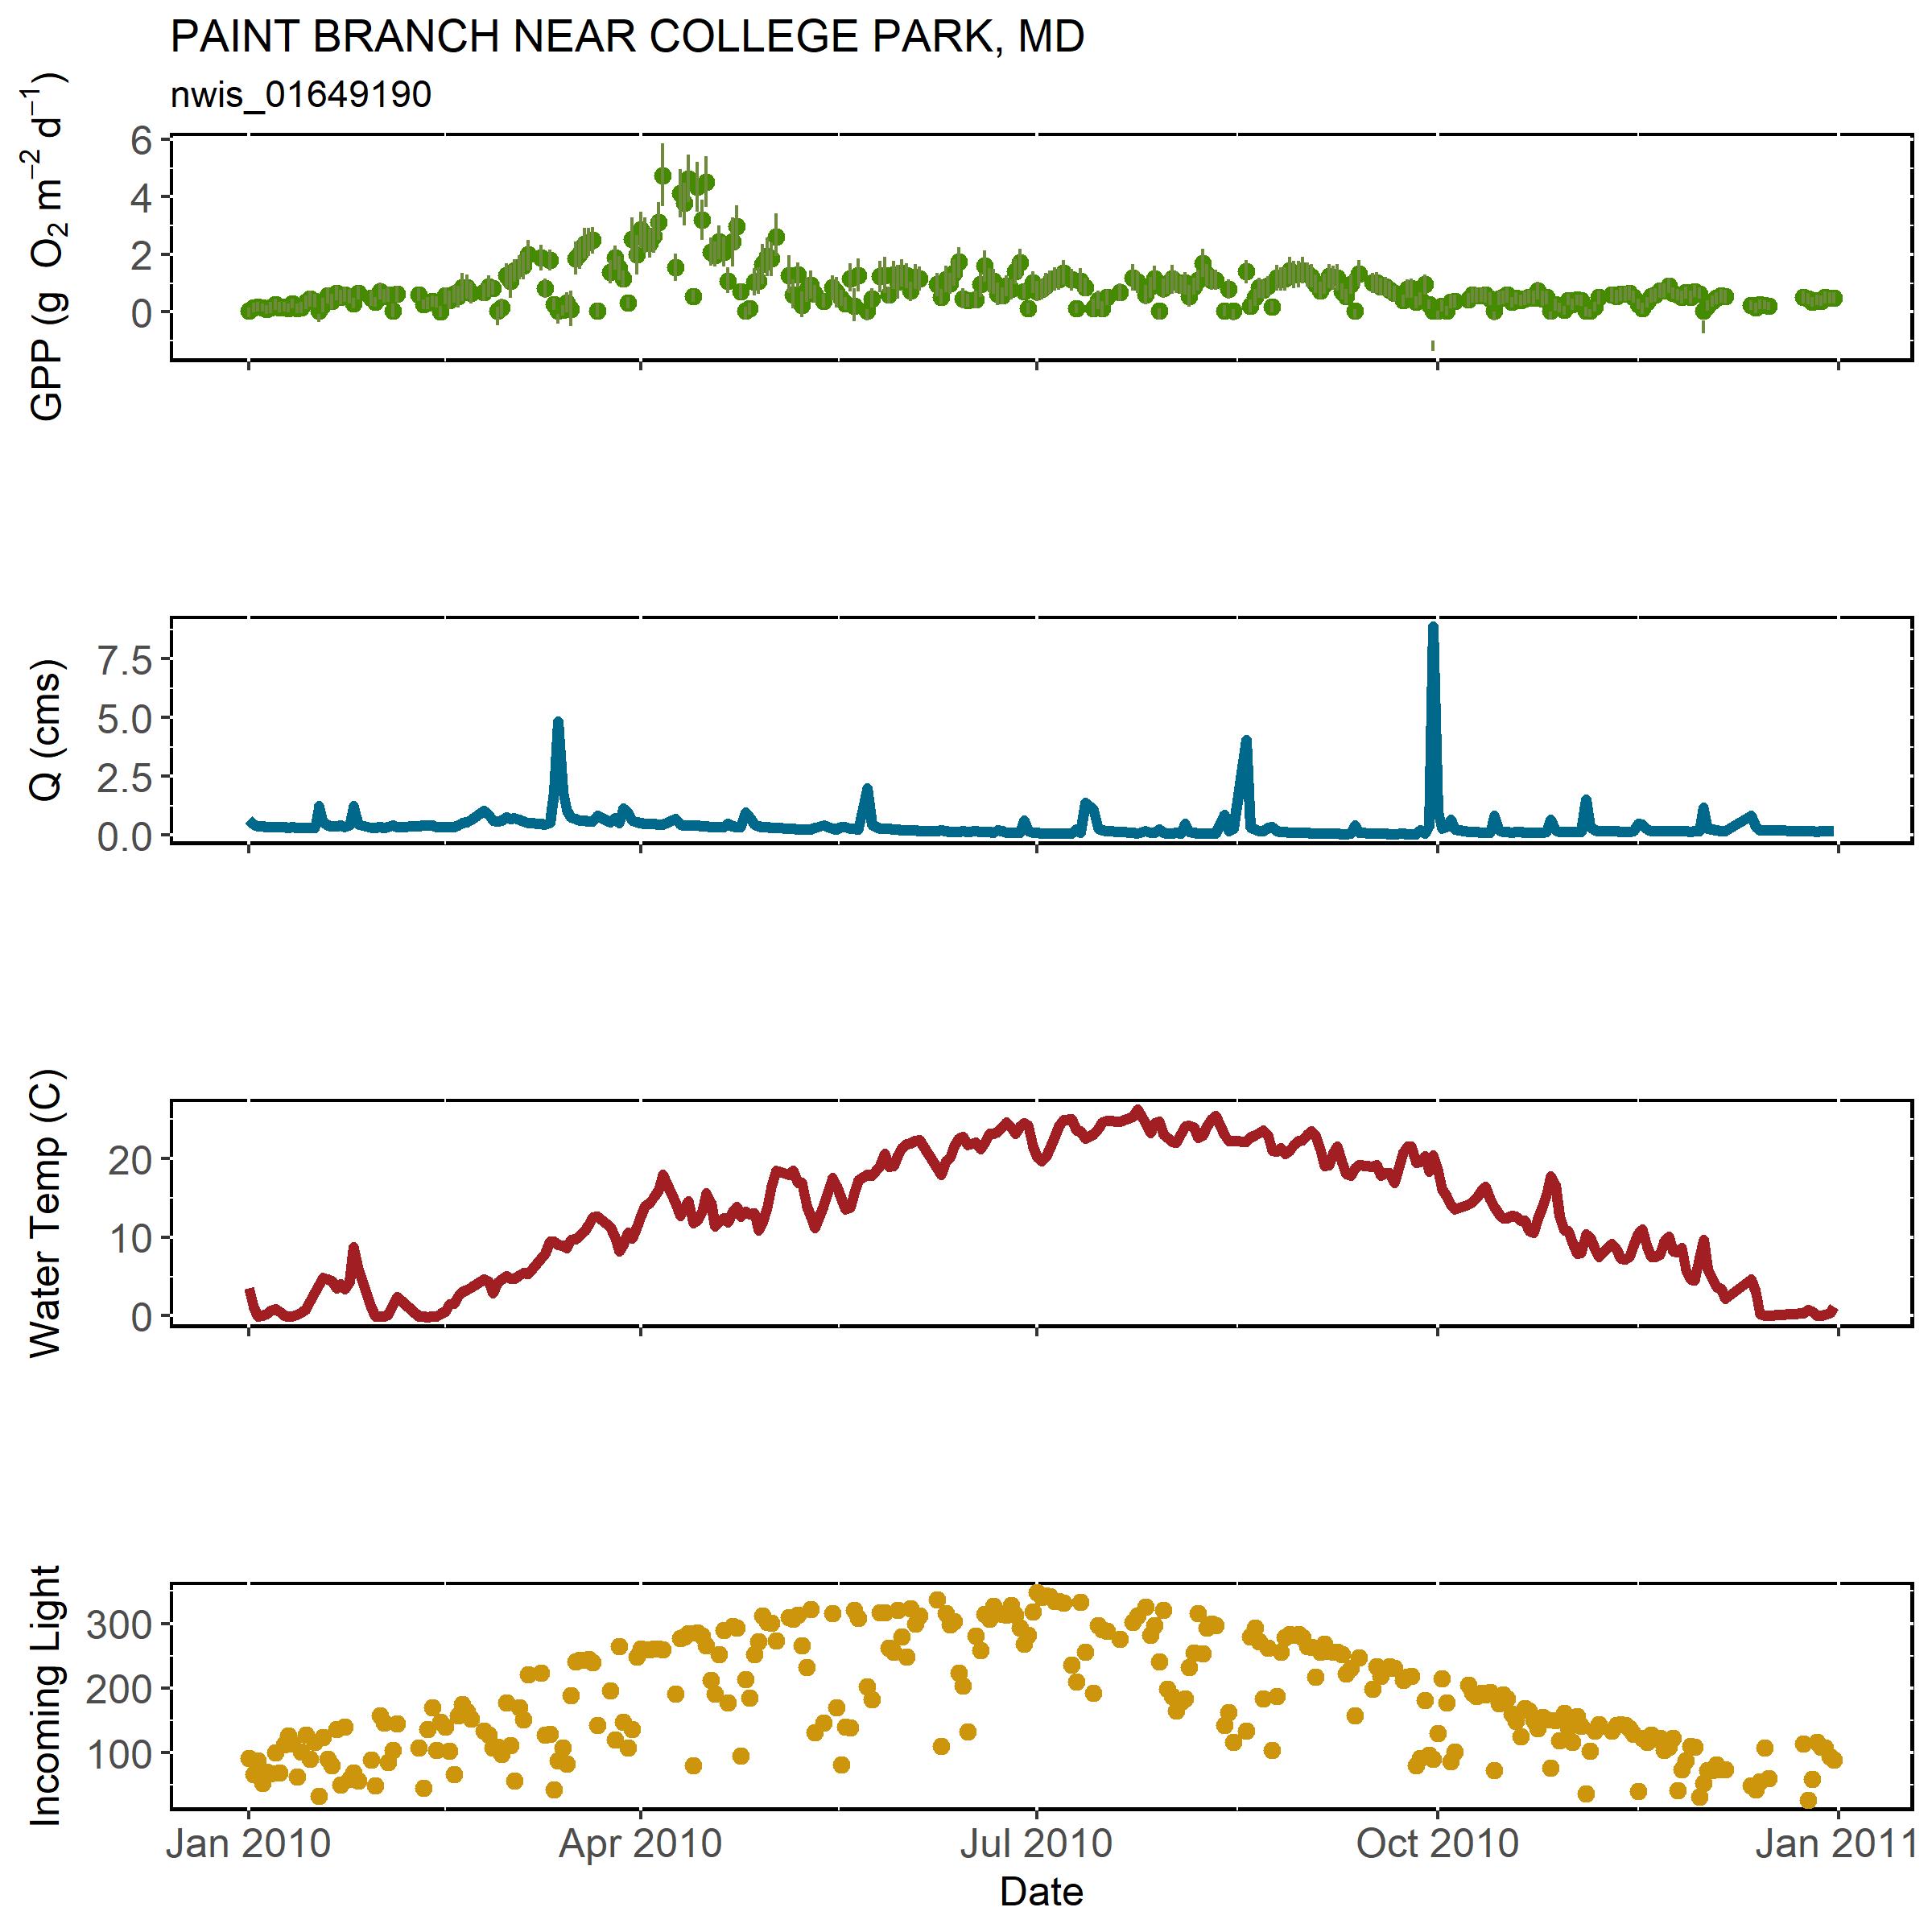 PAINT BRANCH NEAR COLLEGE PARK, MD
nwis_01649190
GPP (g O₂ m⁻² d⁻¹)
6
4
2
0
Q (cms)
7.5
5.0
2.5
0.0
Water Temp (C)
20
10
0
Incoming Light
300
200
100
Jan 2010 Apr 2010 Jul 2010 Oct 2010 Jan 2011
Date